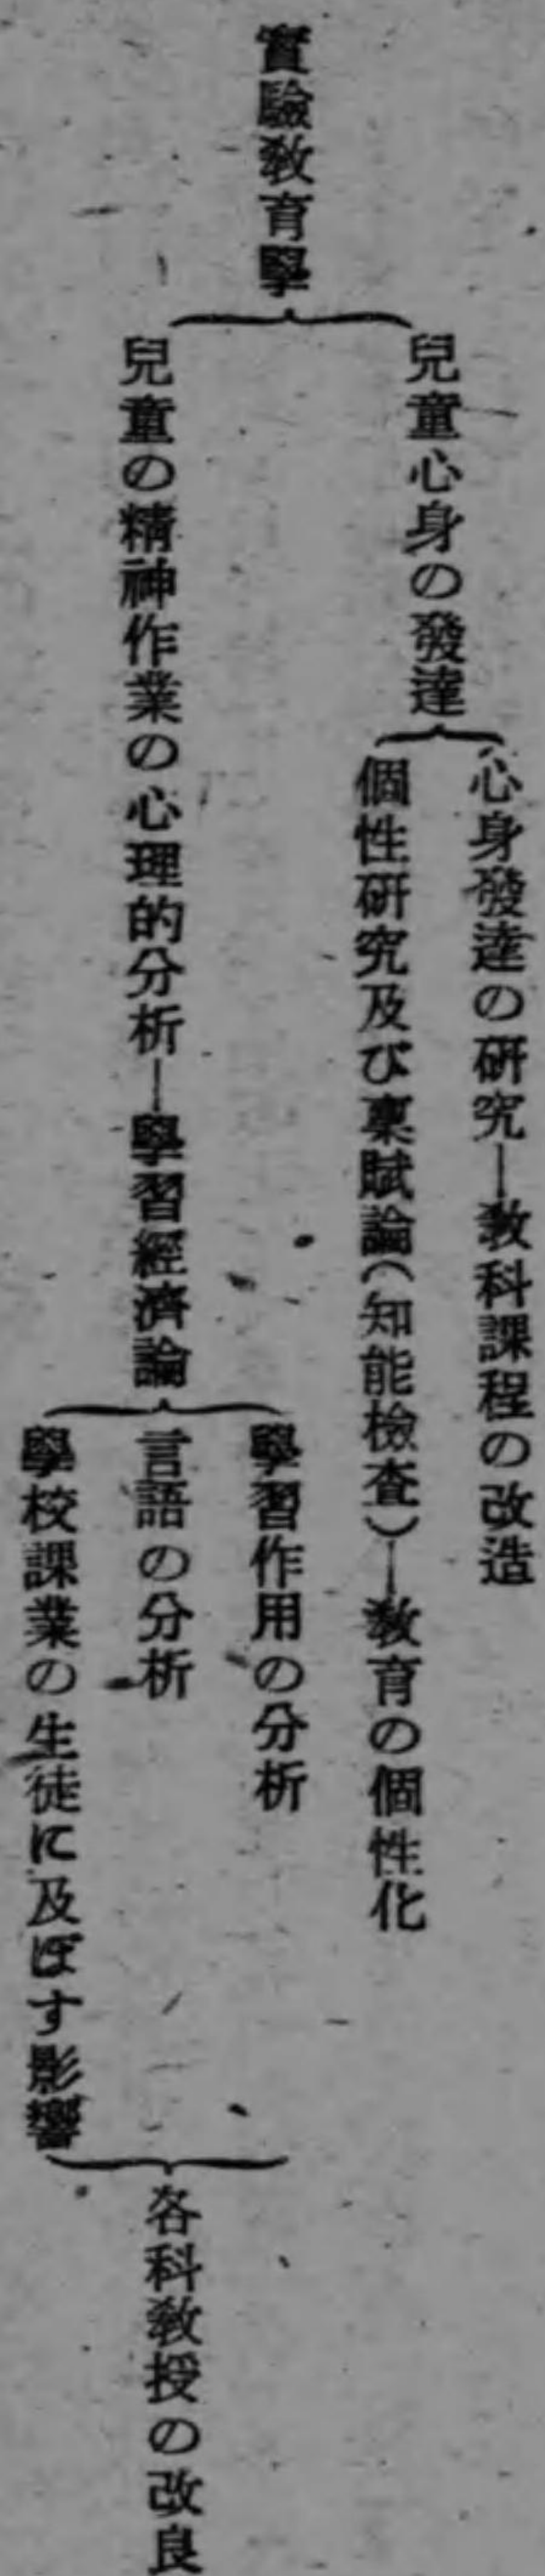 實驗教育學
兒童心身の發達
心身發達の研究—敎科課程の改造
個性研究及び稟賦論(知能檢査)—敎育の個性化
兒童の精神作業の心理的分析—學習經濟論
學習作用の分析
言語の分析
學校課業の生徒に及ぼす影響
各科敎授の改良